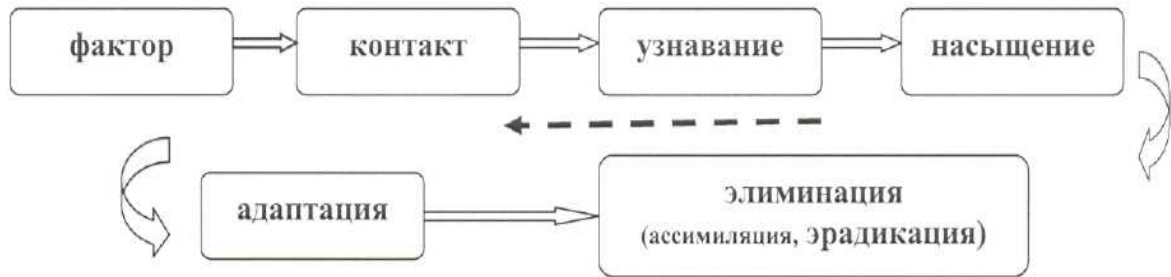 фактор
контакт
узнавание
насыщение
адаптация
элиминация
(ассимиляция, эрадикация)